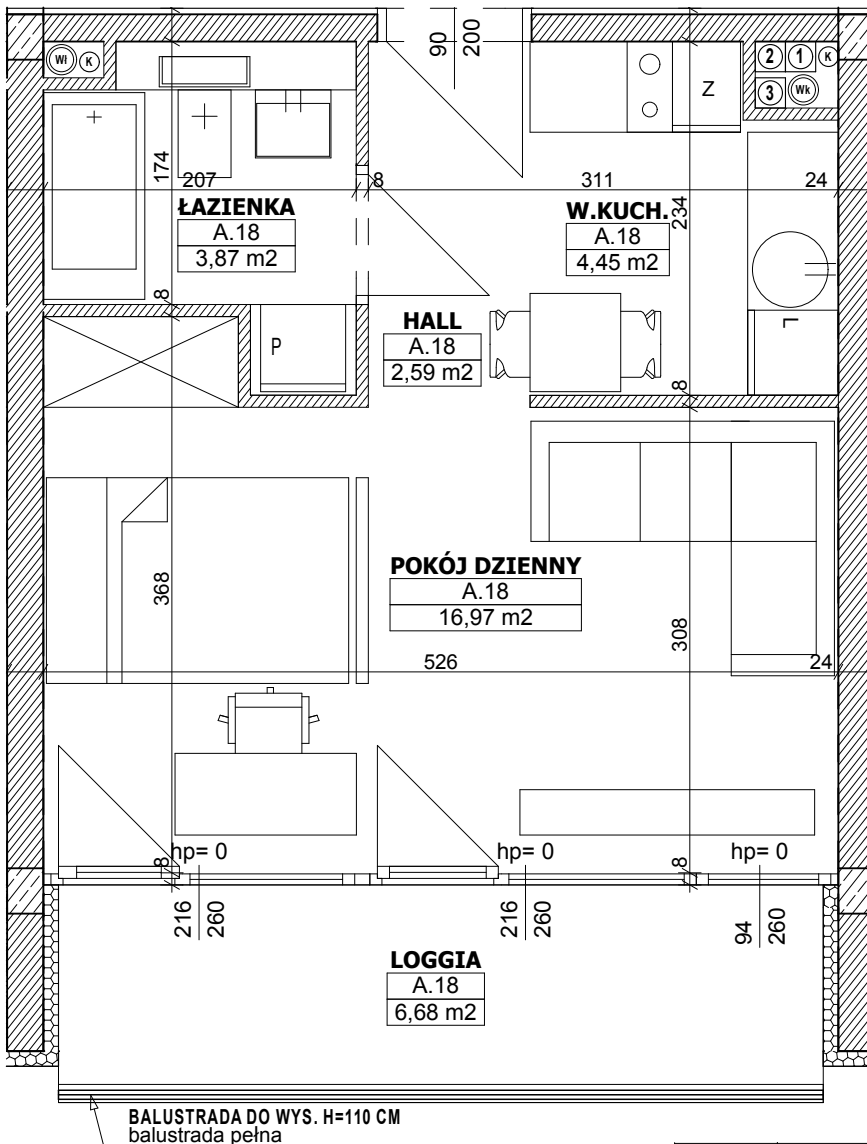 90
200
Wł
K
2
1
K
3
Wk
Z
174
207
8
311
24
234
ŁAZIENKA
A.18
3,87 m2
W.KUCH.
A.18
4,45 m2
8
P
HALL
A.18
2,59 m2
L
8
POKÓJ DZIENNY
A.18
16,97 m2
368
308
526
24
hp= 0
hp= 0
hp= 0
8
8
216
260
216
260
94
260
LOGGIA
A.18
6,68 m2
BALUSTRADA DO WYS. H=110 CM
balustrada pełna